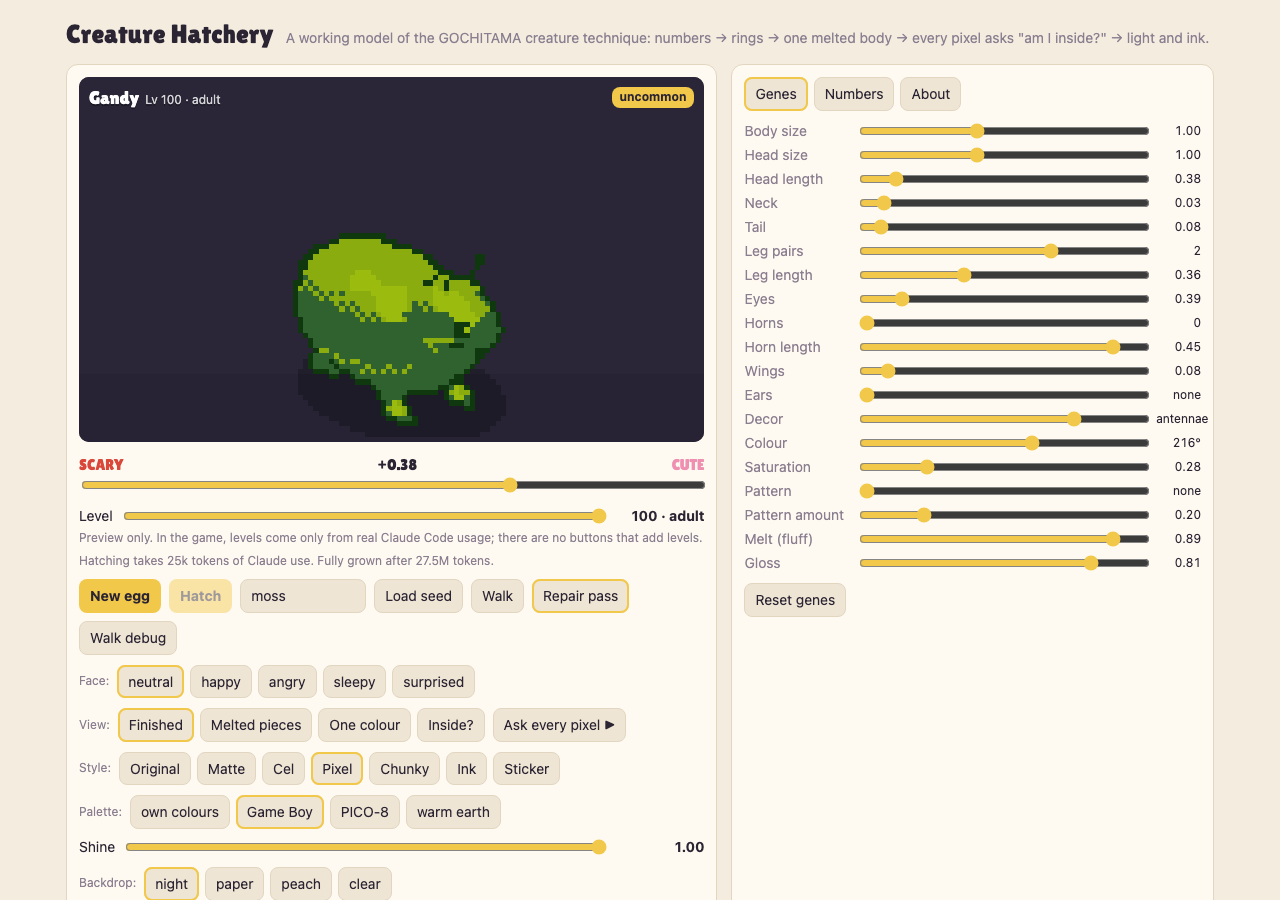 Creature Hatchery A working model of the GOCHITAMA creature technique: numbers → rings → one melted body → every pixel asks "am I inside?" → light and ink.
Gandy Lv 100 · adult uncommon
SCARY +0.38 CUTE
Level 100 · adult
Preview only. In the game, levels come only from real Claude Code usage; there are no buttons that add levels.
Hatching takes 25k tokens of Claude use. Fully grown after 27.5M tokens.
New egg Hatch moss Load seed Walk Repair pass
Walk debug
Face: neutral happy angry sleepy surprised
View: Finished Melted pieces One colour Inside? Ask every pixel ▶
Style: Original Matte Cel Pixel Chunky Ink Sticker
Palette: own colours Game Boy PICO-8 warm earth
Shine 1.00
Backdrop: night paper peach clear
Genes Numbers About
Body size 1.00
Head size 1.00
Head length 0.38
Neck 0.03
Tail 0.08
Leg pairs 2
Leg length 0.36
Eyes 0.39
Horns 0
Horn length 0.45
Wings 0.08
Ears none
Decor antennae
Colour 216°
Saturation 0.28
Pattern none
Pattern amount 0.20
Melt (fluff) 0.89
Gloss 0.81
Reset genes